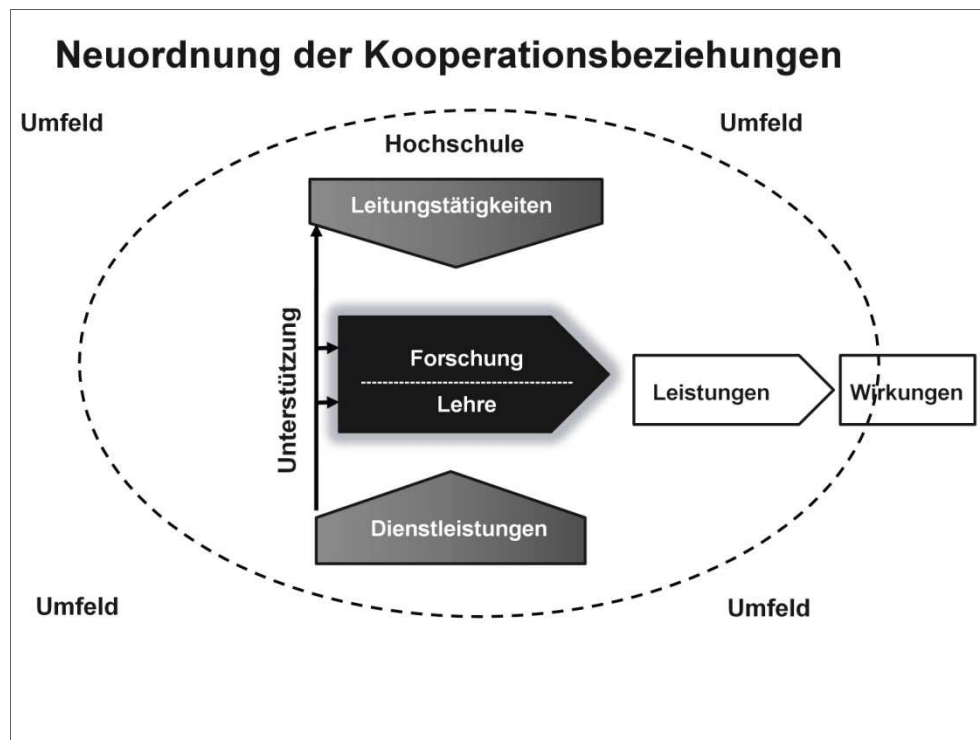 Neuordnung der Kooperationsbeziehungen
Umfeld
Umfeld
Hochschule
Leitungstätigkeiten
Unterstützung
Forschung
Lehre
Leistungen
Wirkungen
Dienstleistungen
Umfeld
Umfeld